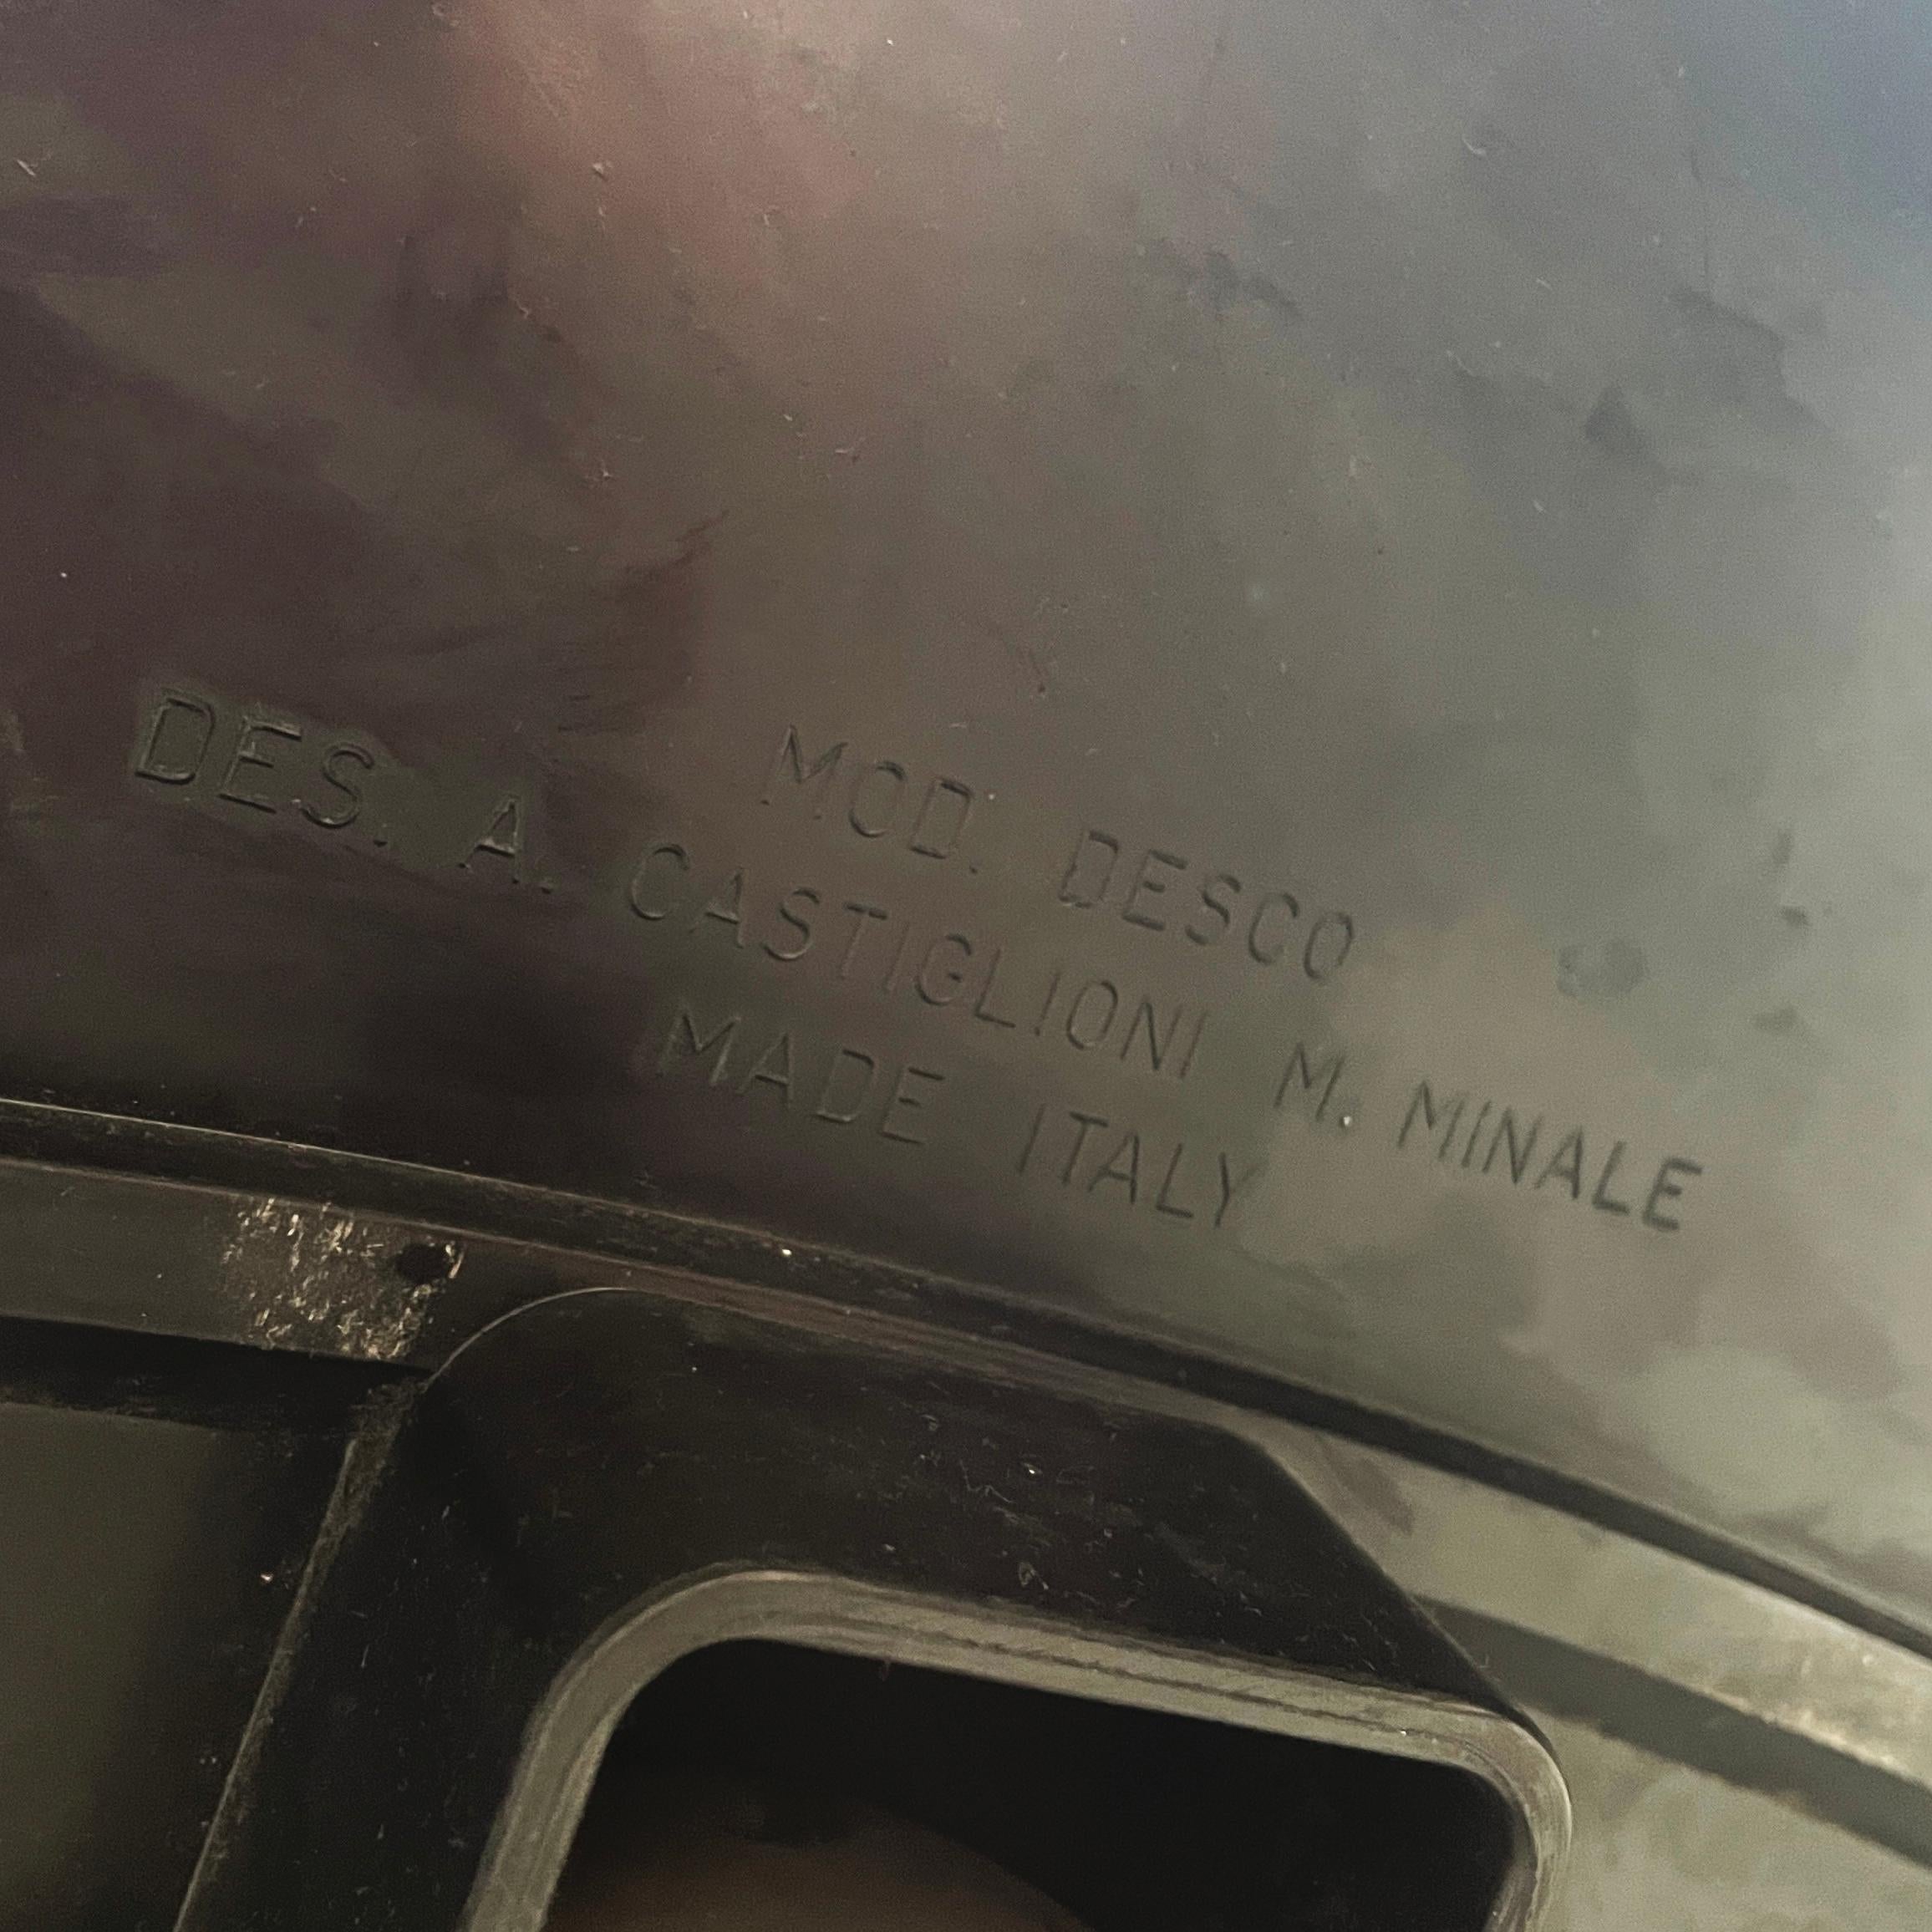 MOD. DESCO
DES. A. CASTIGLIONI M. MINALE
MADE ITALY